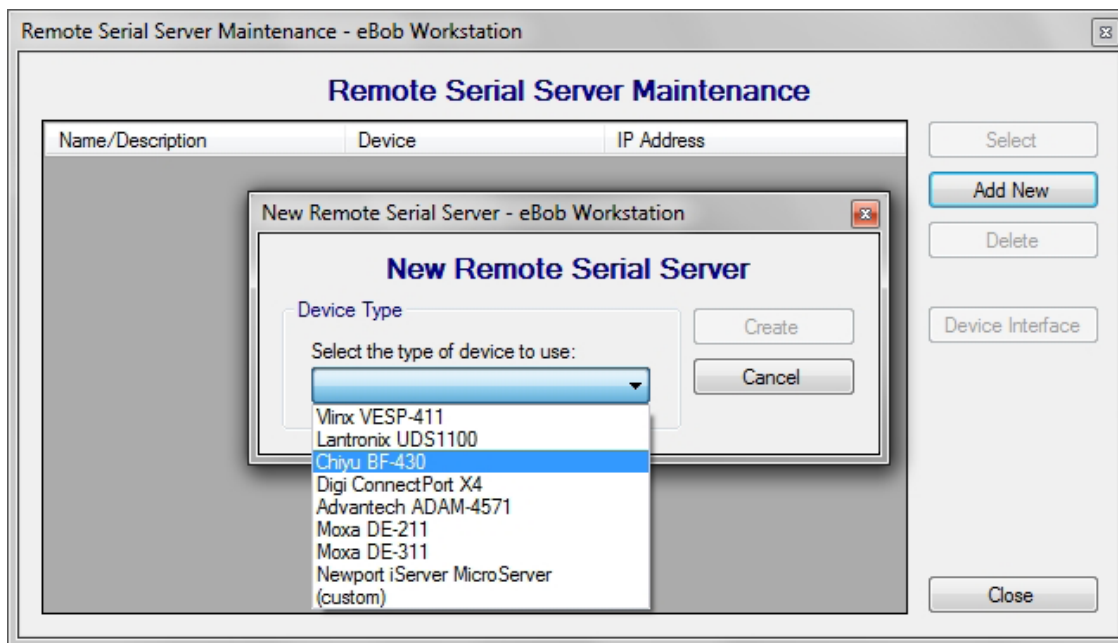 Remote Serial Server Maintenance - eBob Workstation
Remote Serial Server Maintenance
Name/Description Device IP Address
Select
Add New
Delete
Device Interface
Close
New Remote Serial Server - eBob Workstation
New Remote Serial Server
Device Type
Select the type of device to use:
Create
Cancel
Vlinx VESP-411
Lantronix UDS1100
Chiyu BF-430
Digi ConnectPort X4
Advantech ADAM-4571
Moxa DE-211
Moxa DE-311
Newport iServer MicroServer
(custom)